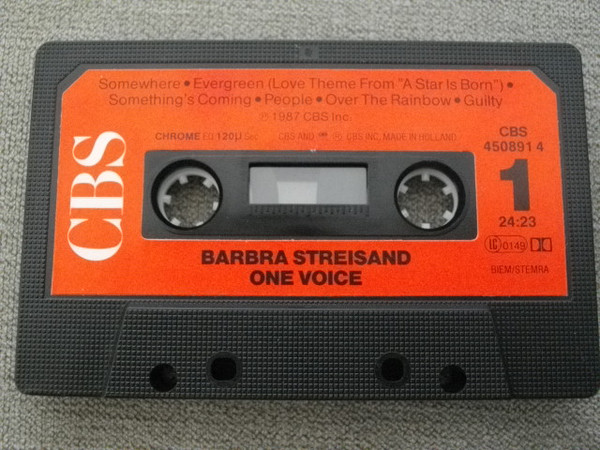 Somewhere • Evergreen (Love Theme From "A Star Is Born") •
Something's Coming • People • Over The Rainbow • Guilty
℗ 1987 CBS Inc.
CHROME EQ 120µ Sec. CBS AND ® CBS INC. MADE IN HOLLAND
CBS
CBS
450891 4
1
24:23
LC 0149
BIEM/STEMRA
BARBRA STREISAND
ONE VOICE